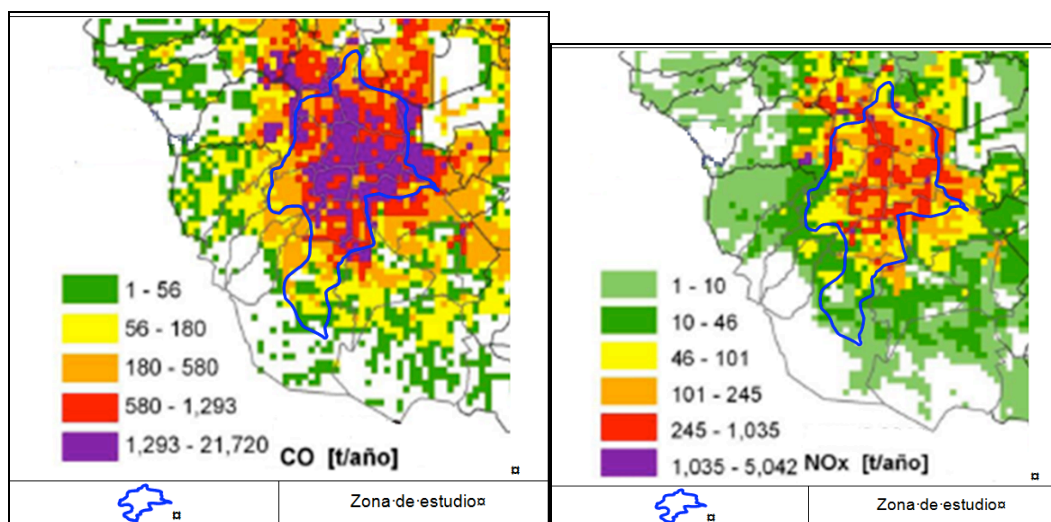 1 - 56
56 - 180
180 - 580
580 - 1,293
1,293 - 21,720
CO [t/año]
¤
¤
Zona·de·estudio¤
1 - 10
10 - 46
46 - 101
101 - 245
245 - 1,035
1,035 - 5,042 NOx [t/año]
¤
¤
Zona·de·estudio¤